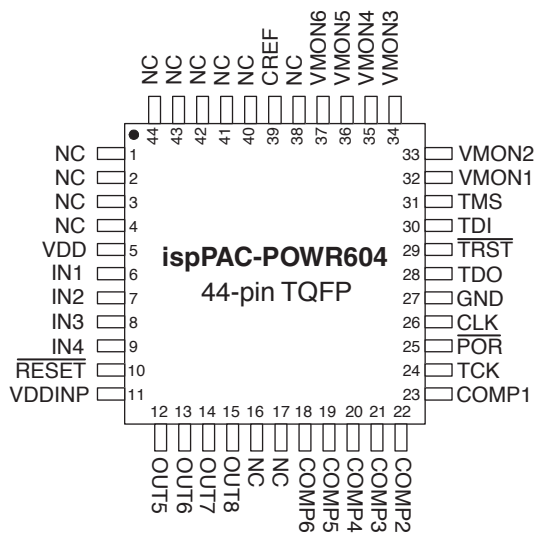 NC
NC
NC
NC
NC
CREF
NC
VMON6
VMON5
VMON4
VMON3
44
43
42
41
40
39
38
37
36
35
34
NC 1
NC 2
NC 3
NC 4
VDD 5
IN1 6
IN2 7
IN3 8
IN4 9
RESET 10
VDDINP 11
ispPAC-POWR604
44-pin TQFP
33 VMON2
32 VMON1
31 TMS
30 TDI
29 TRST
28 TDO
27 GND
26 CLK
25 POR
24 TCK
23 COMP1
12
13
14
15
16
17
18
19
20
21
22
OUT5
OUT6
OUT7
OUT8
NC
NC
COMP6
COMP5
COMP4
COMP3
COMP2